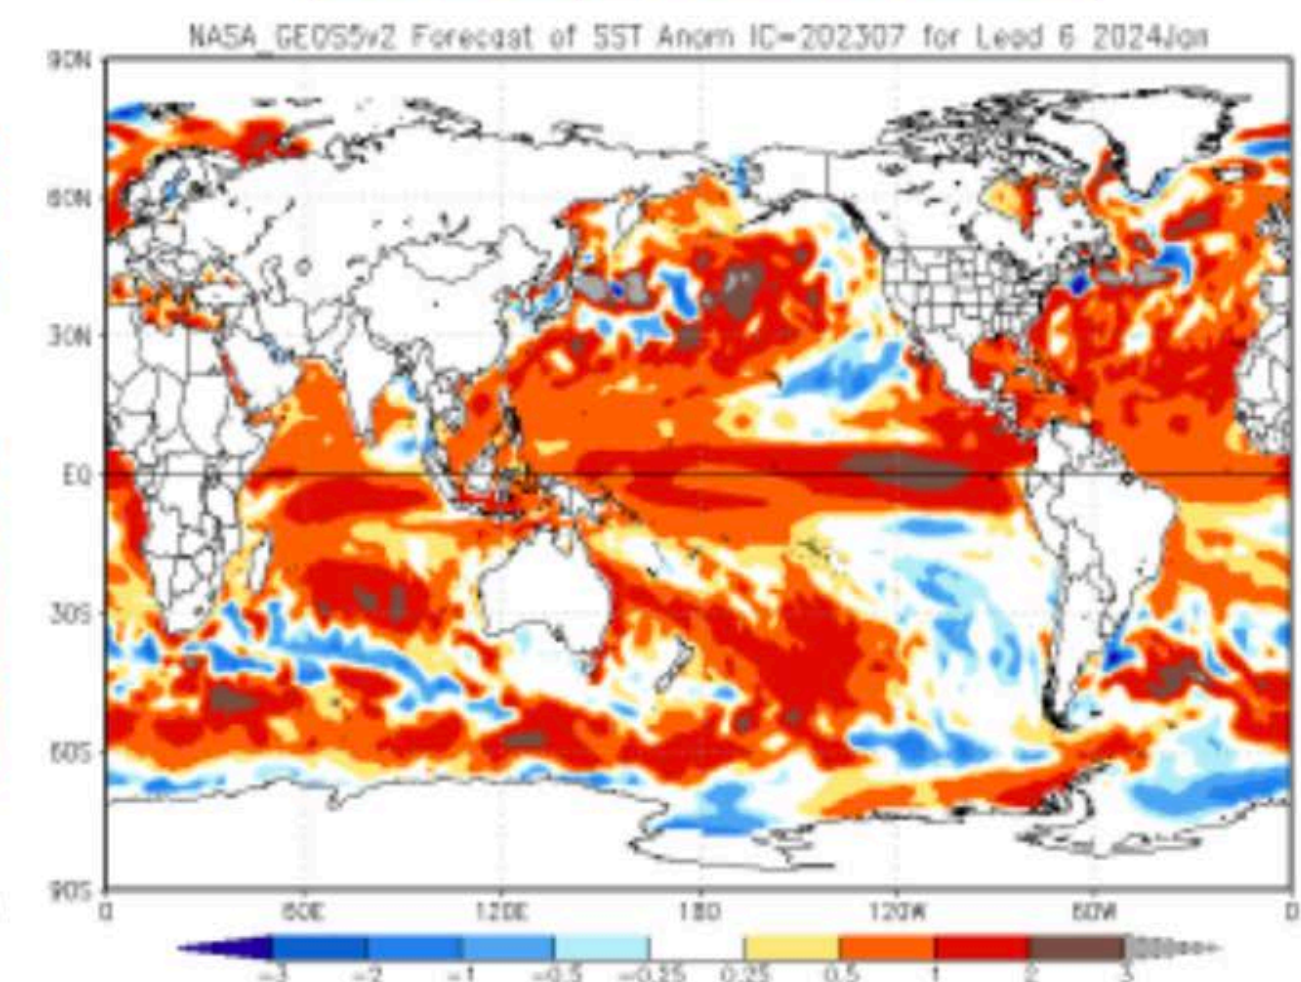 NASA_GEOS5v2 Forecast of SST Anom IC=202307 for Lead 6 2024Jan
90N
60N
30N
EQ
30S
60S
90S
0 60E 120E 180 120W 60W 0
-3 -2 -1 -0.5 -0.25 0.25 0.5 1 2 3